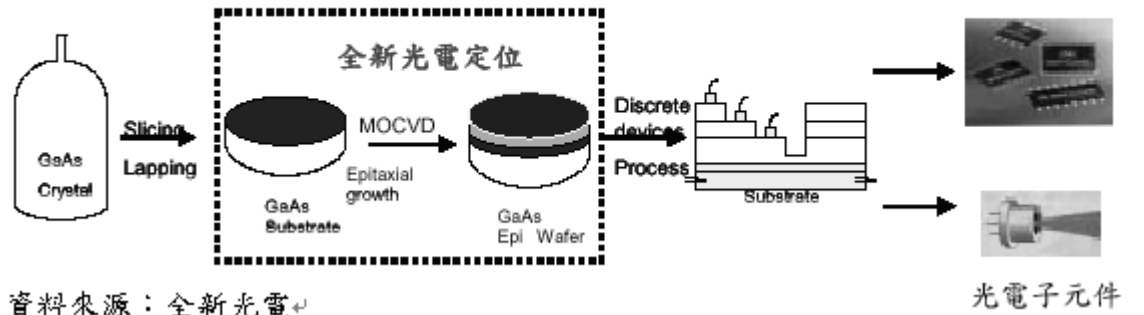 全新光電定位
GaAs
Crystal
Slicing
Lapping
MOCVD
Epitaxial
growth
GaAs
Substrate
GaAs
Epi Wafer
Discrete
devices
Process
Substrate
光電子元件
資料來源：全新光電↵